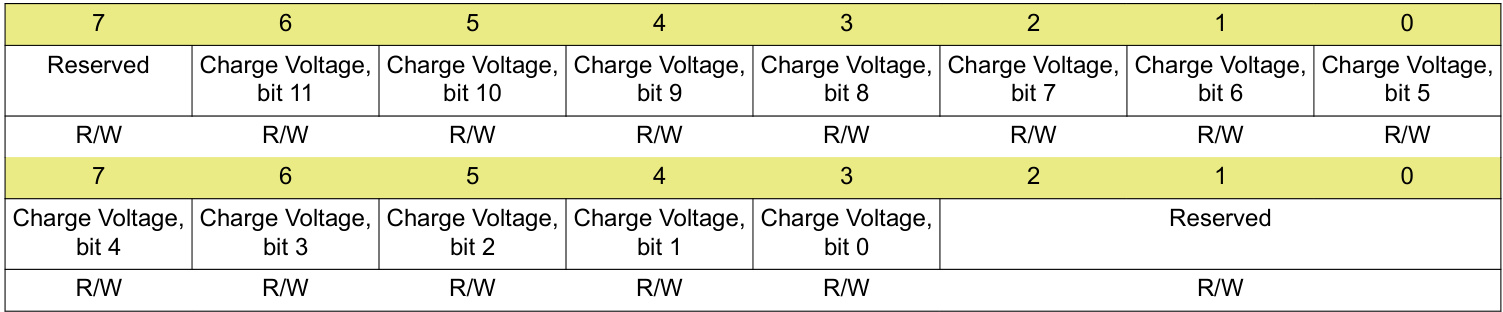 7 6 5 4 3 2 1 0
Reserved Charge Voltage, Charge Voltage, Charge Voltage, Charge Voltage, Charge Voltage, Charge Voltage, Charge Voltage,
bit 11 bit 10 bit 9 bit 8 bit 7 bit 6 bit 5
R/W R/W R/W R/W R/W R/W R/W R/W
7 6 5 4 3 2 1 0
Charge Voltage, Charge Voltage, Charge Voltage, Charge Voltage, Charge Voltage, Reserved
bit 4 bit 3 bit 2 bit 1 bit 0
R/W R/W R/W R/W R/W R/W